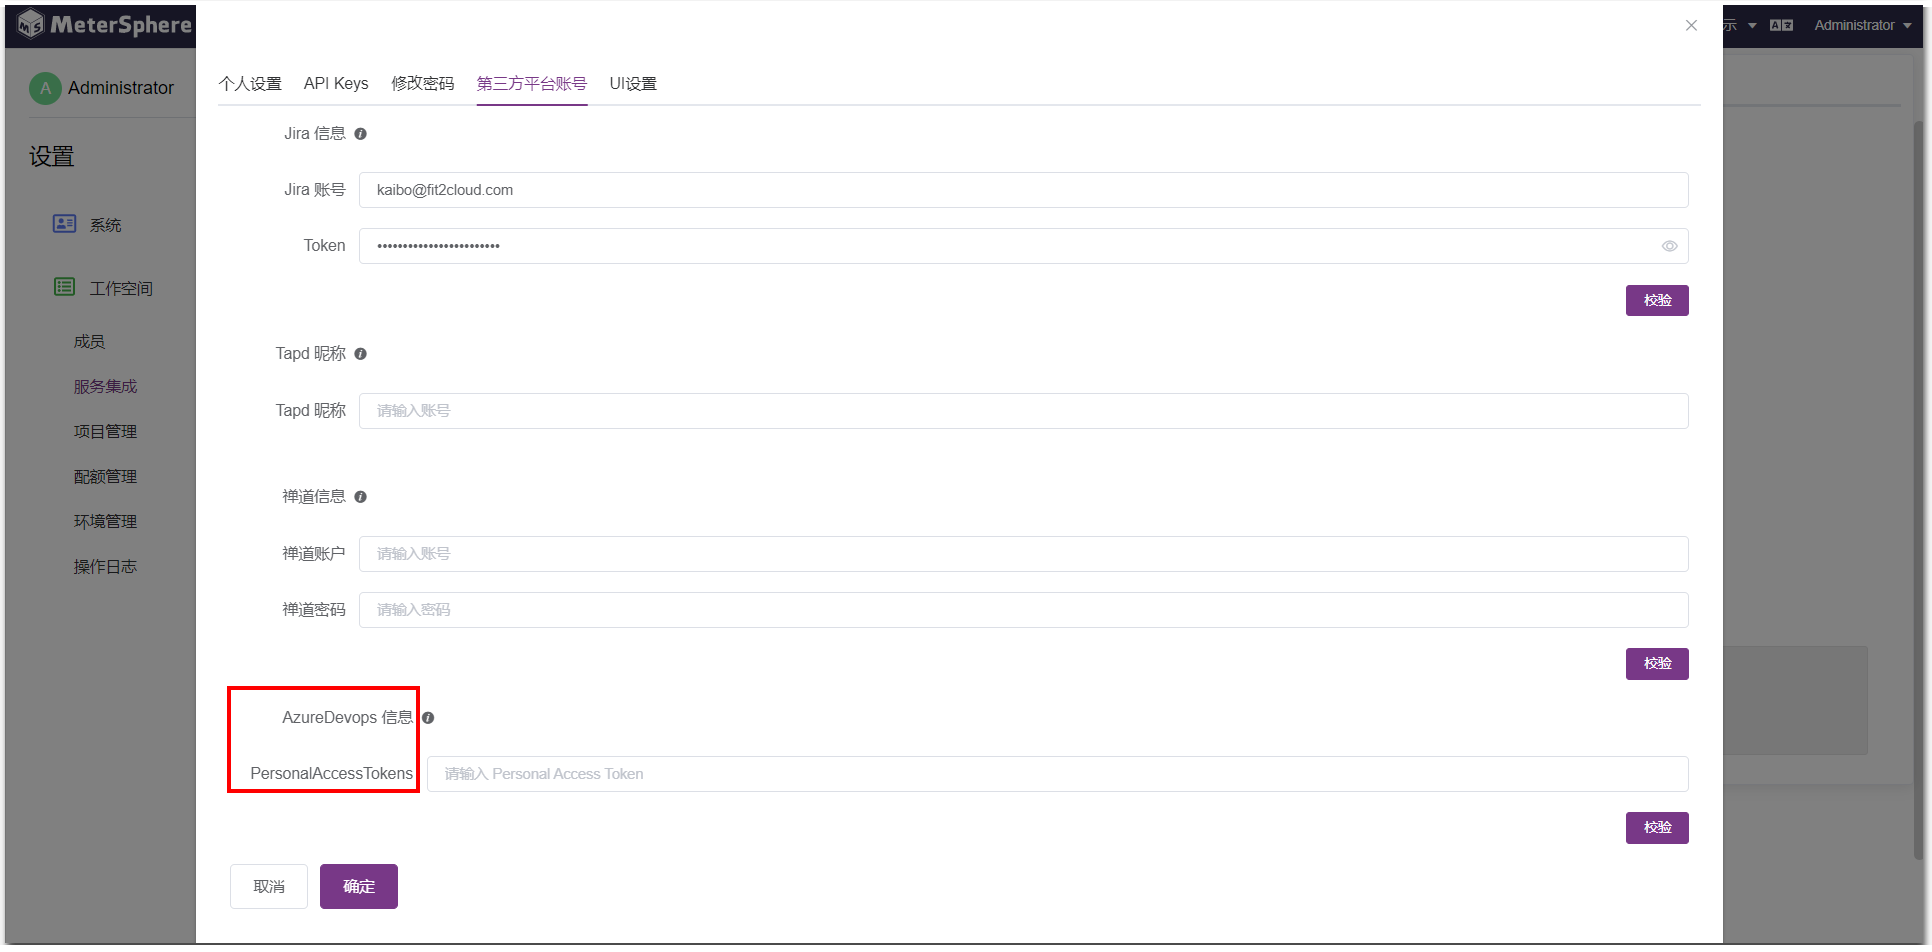 MeterSphere
示
Administrator
A Administrator
设置
系统
工作空间
成员
服务集成
项目管理
配额管理
环境管理
操作日志
个人设置 API Keys 修改密码 第三方平台账号 UI设置
Jira 信息
Jira 账号 kaibo@fit2cloud.com
Token ••••••••••••••••••••••••
校验
Tapd 昵称
Tapd 昵称 请输入账号
禅道信息
禅道账户 请输入账号
禅道密码 请输入密码
校验
AzureDevops 信息
PersonalAccessTokens 请输入 Personal Access Token
校验
取消 确定